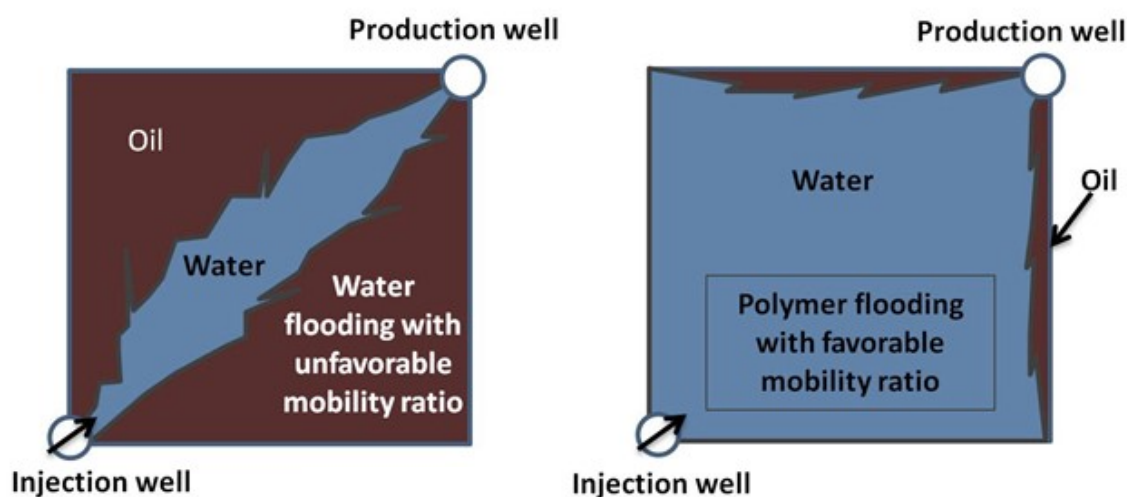 Production well
Oil
Water
Water
flooding with
unfavorable
mobility ratio
Injection well
Production well
Water
Oil
Polymer flooding
with favorable
mobility ratio
Injection well